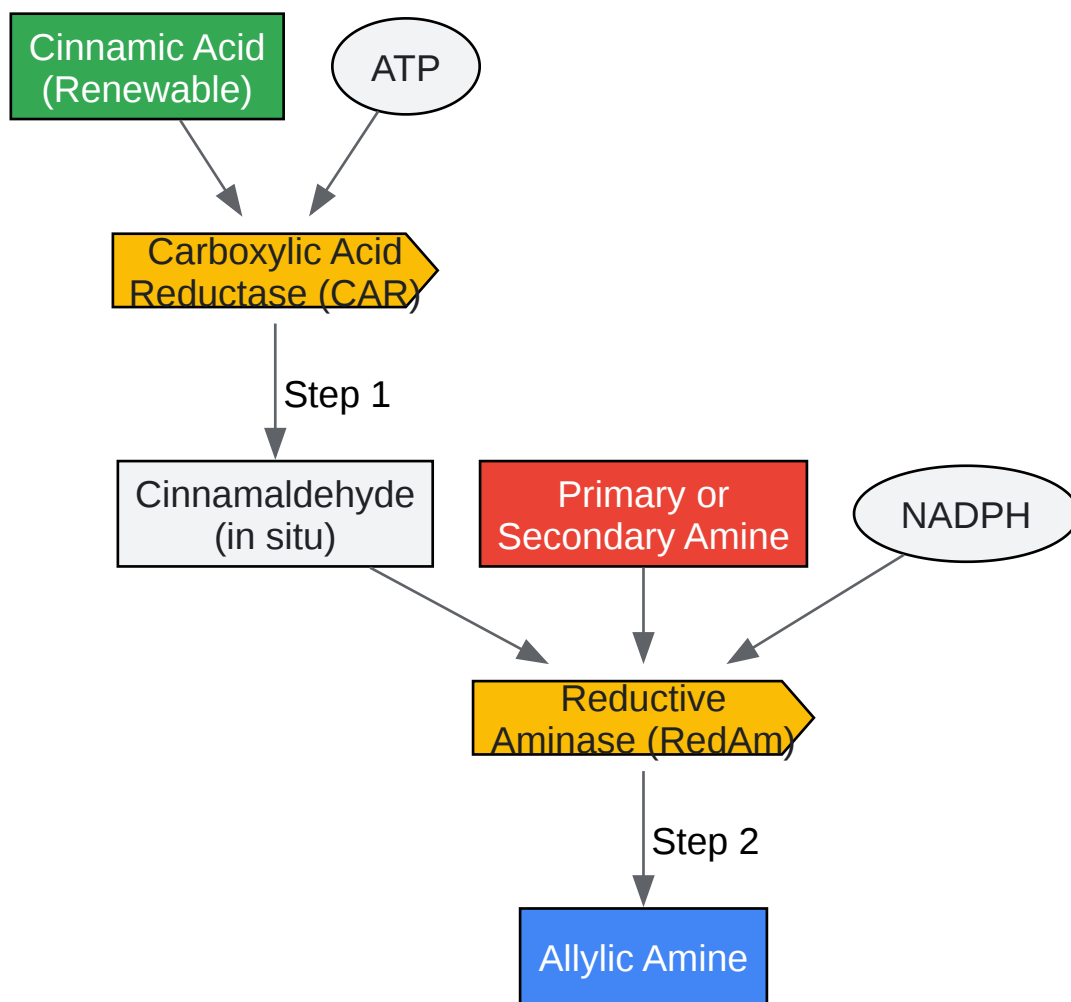 Cinnamic Acid
(Renewable)
ATP
Carboxylic Acid
Reductase (CAR)
Step 1
Cinnamaldehyde
(in situ)
Primary or
Secondary Amine
NADPH
Reductive
Aminase (RedAm)
Step 2
Allylic Amine